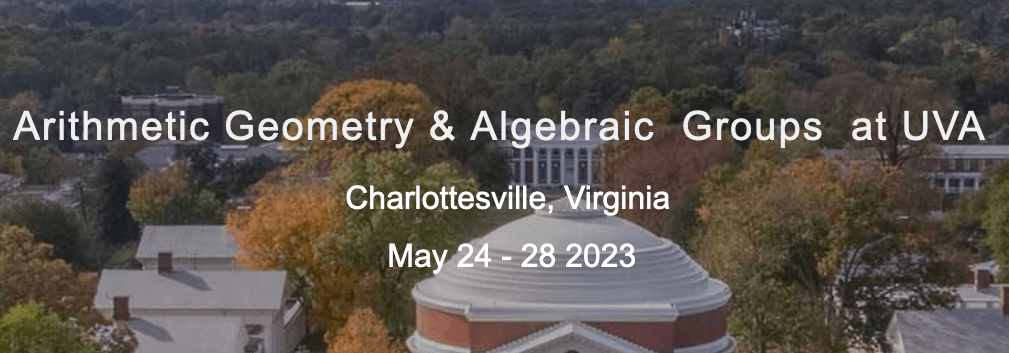 Arithmetic Geometry & Algebraic Groups at UVA
Charlottesville, Virginia
May 24 - 28 2023